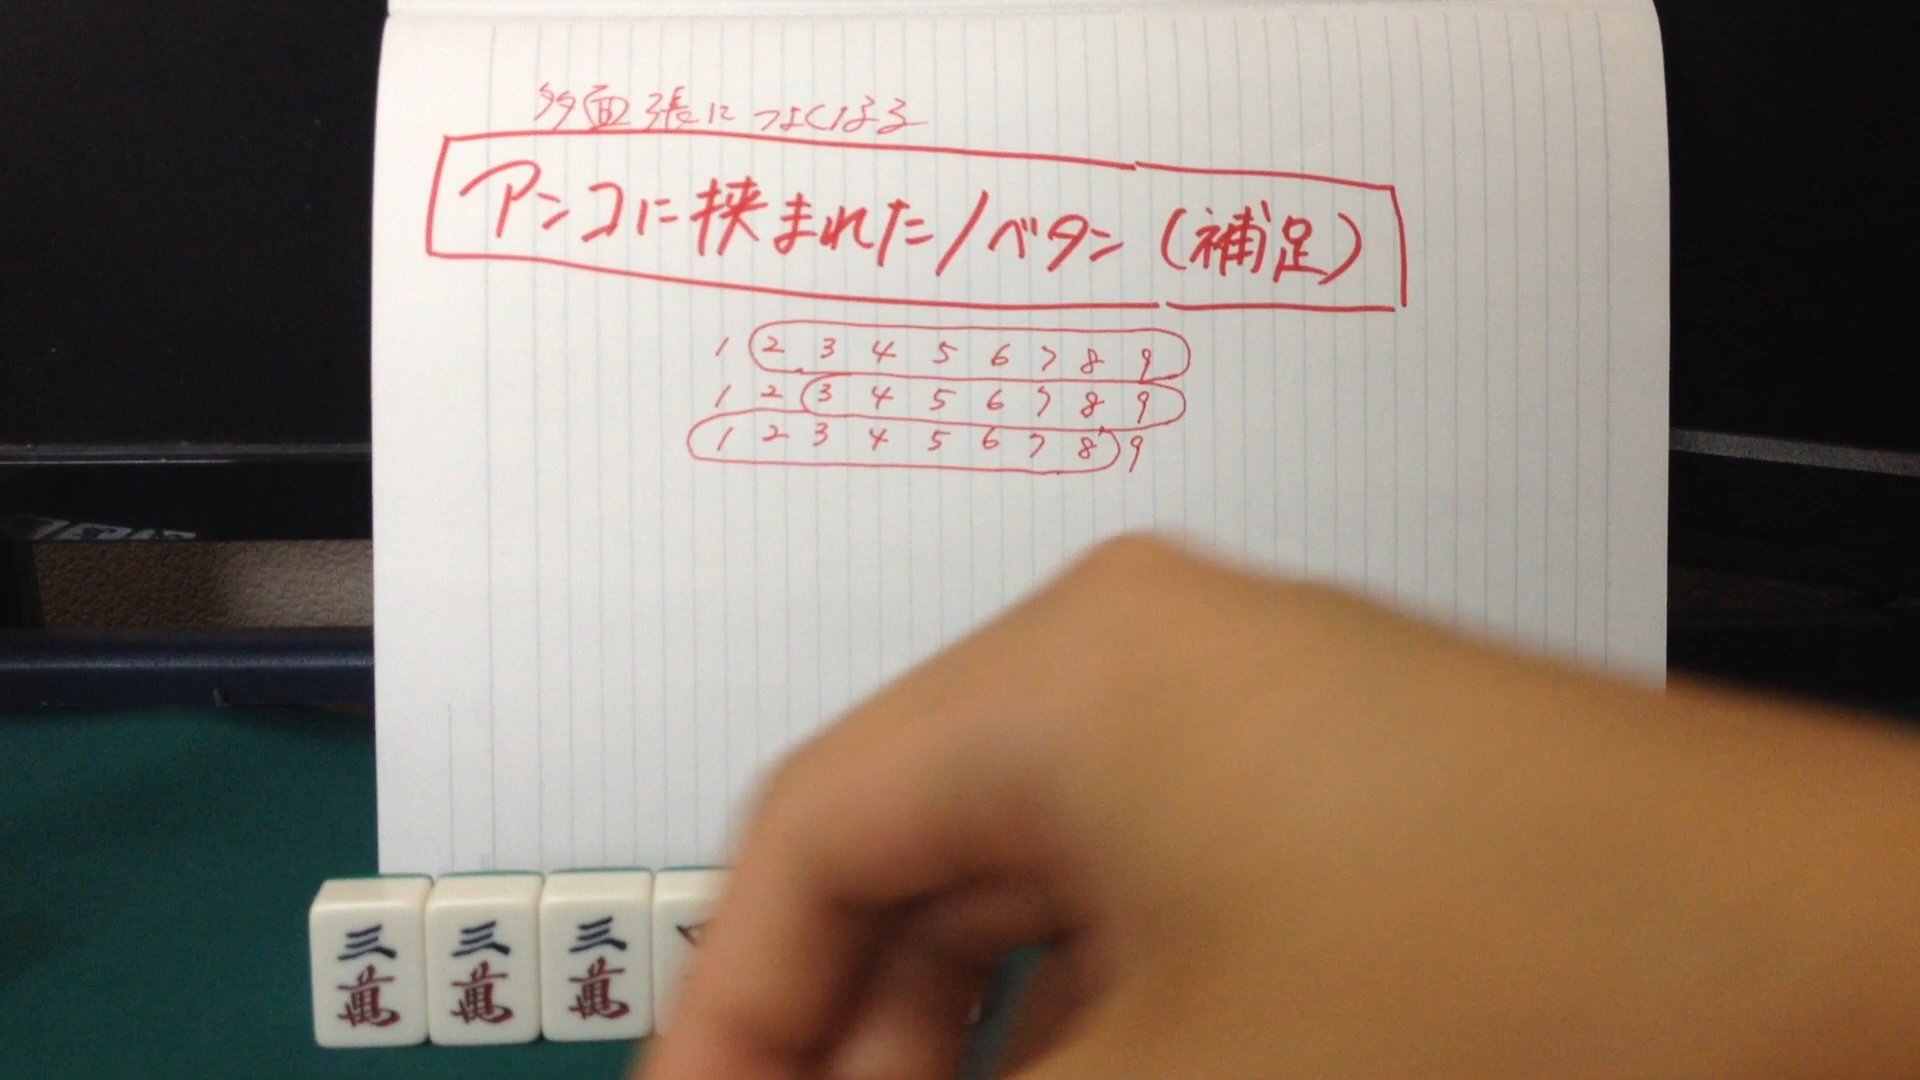 多面張につよくなる
アンコに挟まれたノベタン(補足)
1 2 3 4 5 6 7 8 9
1 2 3 4 5 6 7 8 9
1 2 3 4 5 6 7 8 9
三 三 三
萬 萬 萬